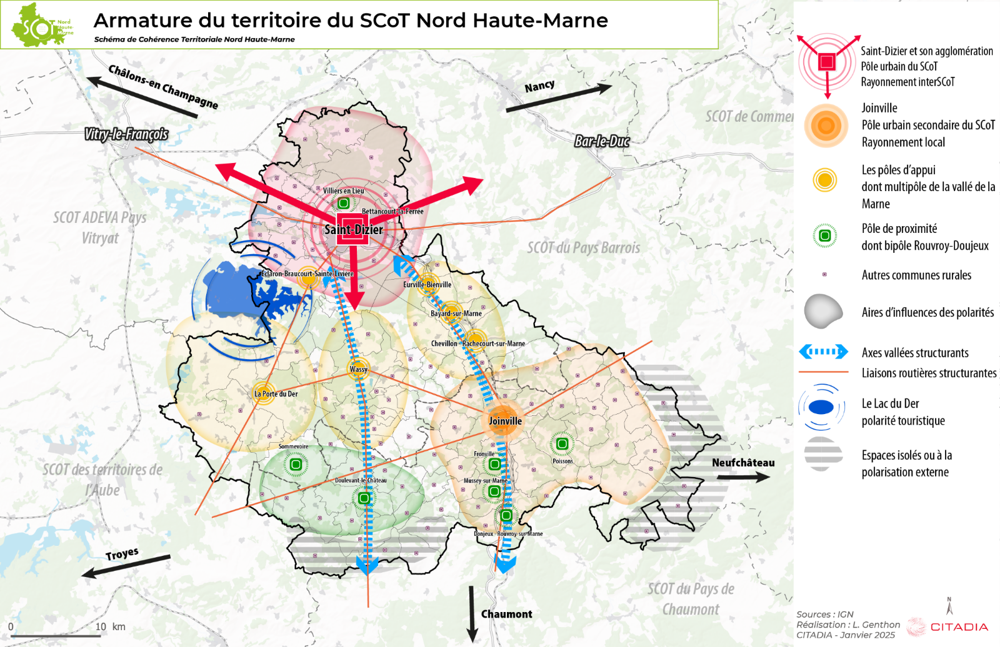 SCOT Nord
Haute-
Marne
Armature du territoire du SCoT Nord Haute-Marne
Schéma de Cohérence Territoriale Nord Haute-Marne
Châlons-en Champagne
Nancy
SCOT de Commer
Vitry-le-François
Bar-le-Duc
Villiers en Lieu
Bettancourt-la-Ferrée
SCOT ADEVA Pays
Vitryat
Saint-Dizier
SCOT du Pays Barrois
Éclaron-Braucourt-Sainte-Livière
Eurville-Bienville
Bayard-sur-Marne
Chevillon - Rachecourt-sur-Marne
Wassy
La Porte du Der
Joinville
Sommevoire
Fronville
Poissons
SCOT des territoires de
l'Aube
Doulevant-le-Château
Mussey-sur Marne
Neufchâteau
Donjeux - Rouvroy-sur-Marne
Troyes
SCOT du Pays de
Chaumont
Chaumont
0 10 km
Saint-Dizier et son agglomération
Pôle urbain du SCoT
Rayonnement interSCoT
Joinville
Pôle urbain secondaire du SCoT
Rayonnement local
Les pôles d'appui
dont multipôle de la vallé de la
Marne
Pôle de proximité
dont bipôle Rouvroy-Doujeux
Autres communes rurales
Aires d'influences des polarités
Axes vallées structurants
Liaisons routières structurantes
Le Lac du Der
polarité touristique
Espaces isolés ou à la
polarisation externe
N
Sources : IGN
Réalisation : L. Genthon
CITADIA - Janvier 2025
CITADIA